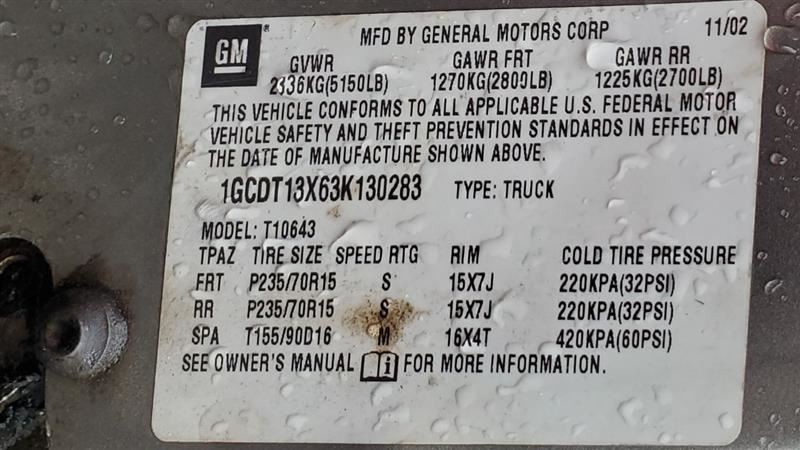 GM
MFD BY GENERAL MOTORS CORP 11/02
GVWR GAWR FRT GAWR RR
2336KG(5150LB) 1270KG(2800LB) 1225KG(2700LB)
THIS VEHICLE CONFORMS TO ALL APPLICABLE U.S. FEDERAL MOTOR
VEHICLE SAFETY AND THEFT PREVENTION STANDARDS IN EFFECT ON
THE DATE OF MANUFACTURE SHOWN ABOVE.
1GCDT13X63K130283 TYPE: TRUCK
MODEL: T10643
TPAZ TIRE SIZE SPEED RTG RIM COLD TIRE PRESSURE
FRT P235/70R15 S 15X7J 220KPA(32PSI)
RR P235/70R15 S 15X7J 220KPA(32PSI)
SPA T155/90D16 M 16X4T 420KPA(60PSI)
SEE OWNER'S MANUAL FOR MORE INFORMATION.